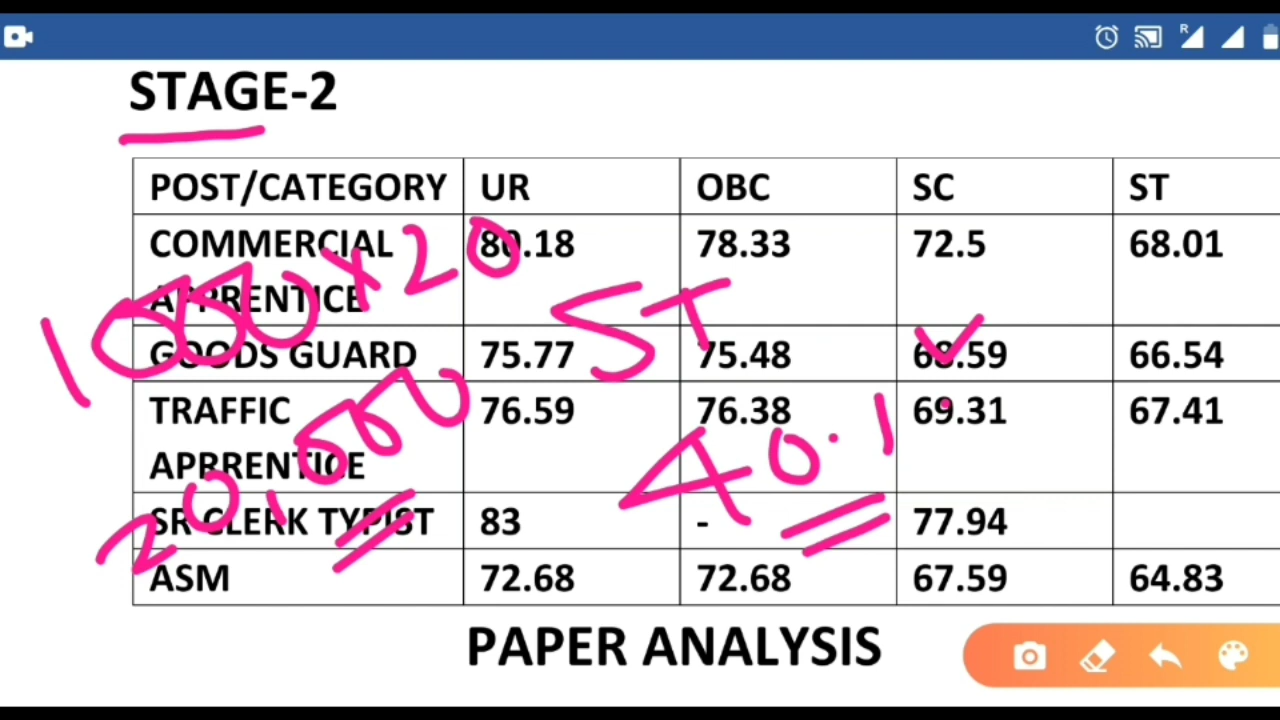 R
STAGE-2
POST/CATEGORY UR OBC SC ST
COMMERCIAL APPRENTICE 80.18 78.33 72.5 68.01
GOODS GUARD 75.77 75.48 68.59 66.54
TRAFFIC APRRENTICE 76.59 76.38 69.31 67.41
SR CLERK TYPIST 83 - 77.94
ASM 72.68 72.68 67.59 64.83
PAPER ANALYSIS
1000x20
ST
20,000
40.1